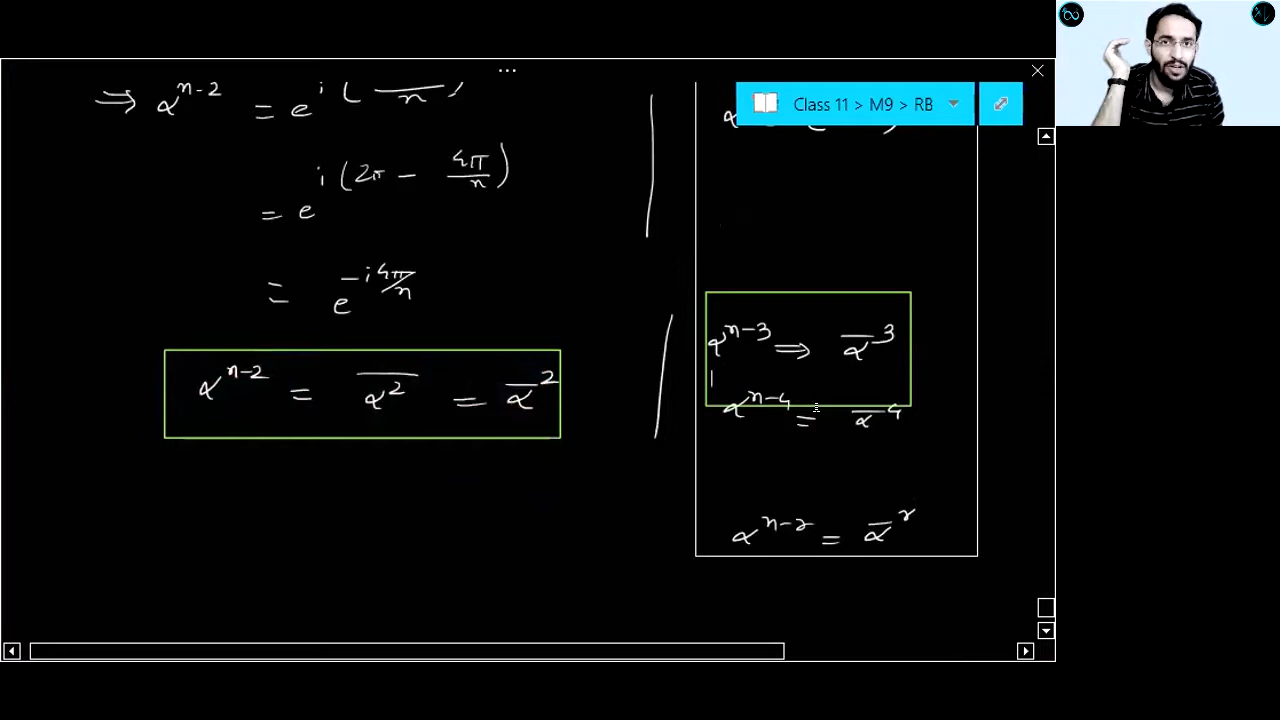 ⇒ α^{n-2} = e^{i(‾/n)}
= e^{i(2π - 4π/n)}
= e^{-i4π/n}
α^{n-2} = \overline{α^2} = \overline{α}^2
Class 11 > M9 > RB
α^{n-3} ⇒ \overline{α}^3
α^{n-4} = \overline{α}^4
α^{n-r} = \overline{α}^r